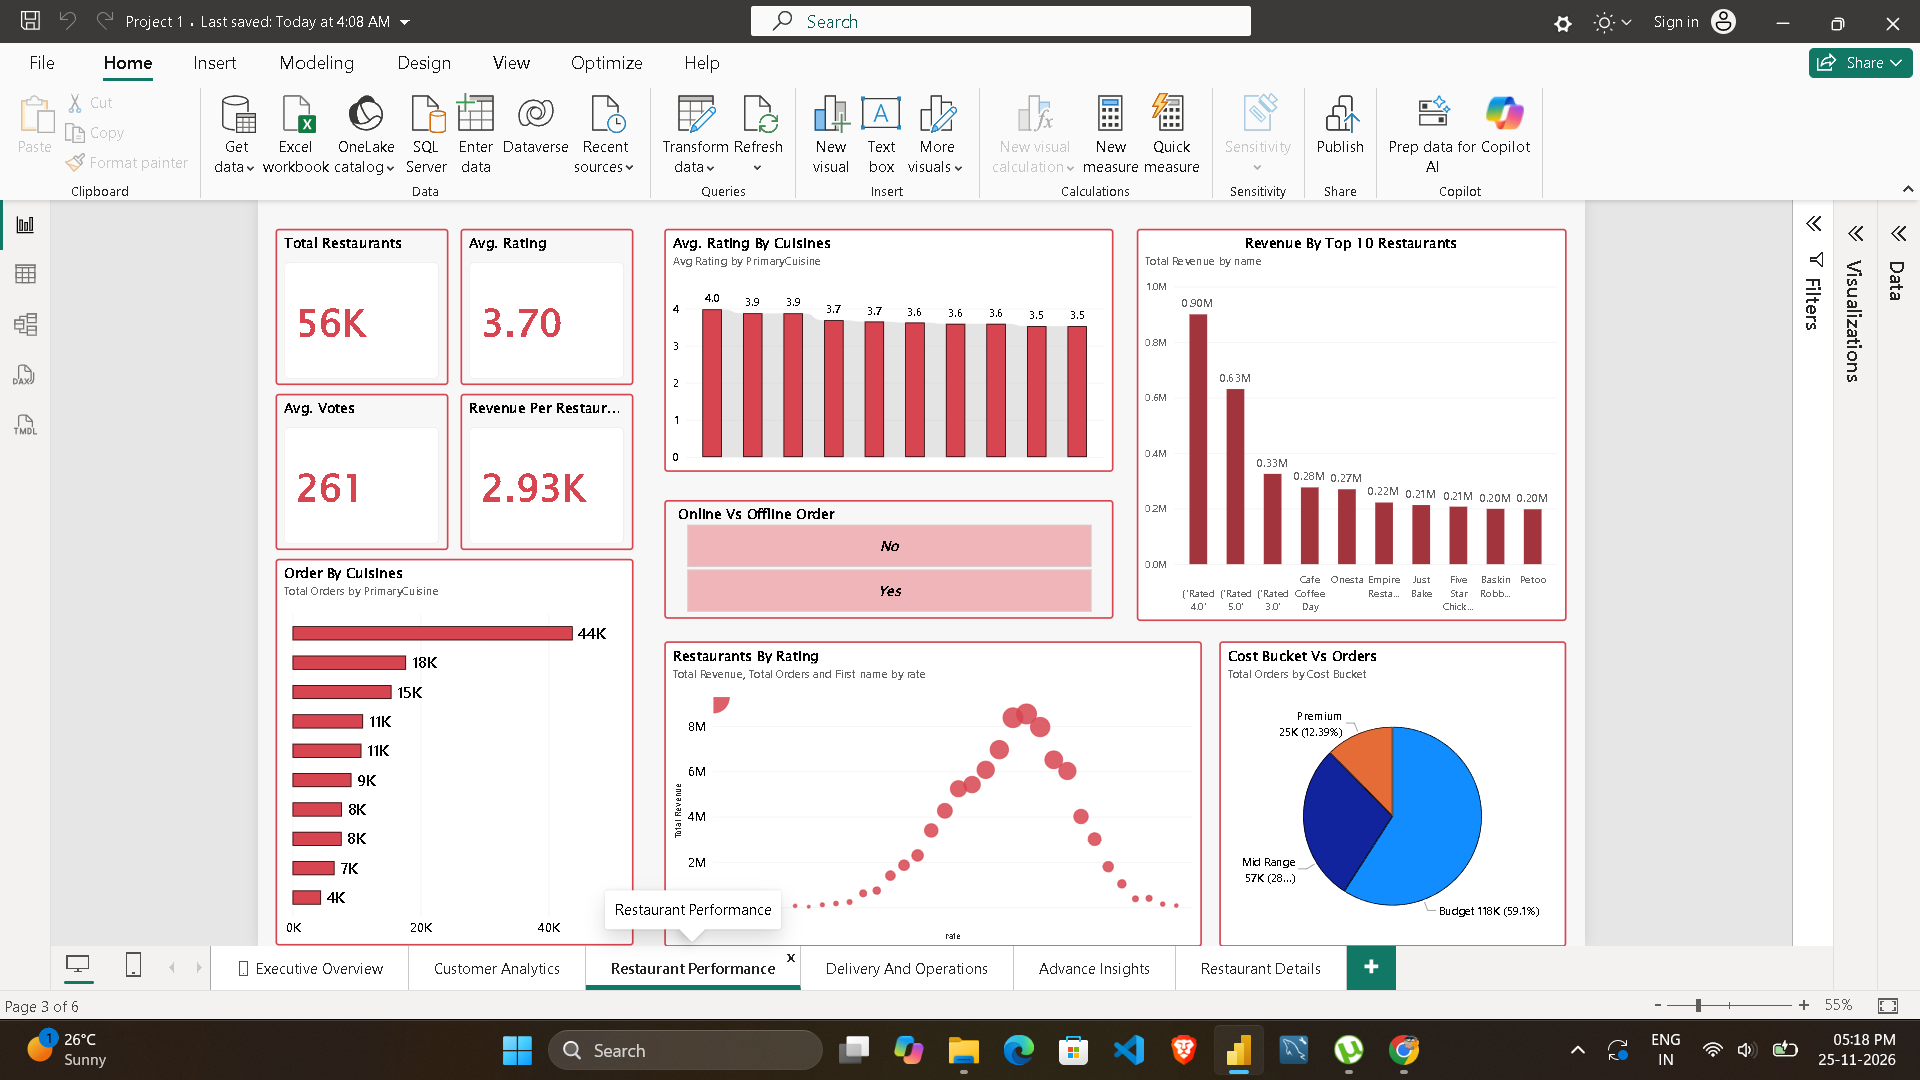 Project 1 • Last saved: Today at 4:08 AM
Search
Sign in
File
Home
Insert
Modeling
Design
View
Optimize
Help
Share
Paste
Cut
Copy
Format painter
Clipboard
Get data
Excel workbook
OneLake catalog
SQL Server
Enter data
Dataverse
Recent sources
Data
Transform data
Refresh
Queries
New visual
Text box
More visuals
Insert
New visual calculation
New measure
Quick measure
Calculations
Sensitivity
Sensitivity
Publish
Share
Prep data for AI
Copilot
Copilot
DAX
TMDL
Filters
Visualizations
Data
Total Restaurants
56K
Avg. Rating
3.70
Avg. Votes
261
Revenue Per Restaur...
2.93K
Order By Cuisines
Total Orders by PrimaryCuisine
44K
18K
15K
11K
11K
9K
8K
8K
7K
4K
0K 20K 40K
Avg. Rating By Cuisines
Avg Rating by PrimaryCuisine
4
3
2
1
0
4.0 3.9 3.9 3.7 3.7 3.6 3.6 3.6 3.5 3.5
Online Vs Offline Order
No
Yes
Revenue By Top 10 Restaurants
Total Revenue by name
1.0M
0.8M
0.6M
0.4M
0.2M
0.0M
0.90M 0.63M 0.33M 0.28M 0.27M 0.22M 0.21M 0.21M 0.20M 0.20M
('Rated 4.0'
('Rated 5.0'
('Rated 3.0'
Cafe Coffee Day
Onesta
Empire Resta...
Just Bake
Five Star Chick...
Baskin Robb...
Petoo
Restaurants By Rating
Total Revenue, Total Orders and First name by rate
Total Revenue
8M
6M
4M
2M
rate
Restaurant Performance
Cost Bucket Vs Orders
Total Orders by Cost Bucket
Premium
25K (12.39%)
Mid Range
57K (28...)
Budget 118K (59.1%)
Executive Overview
Customer Analytics
Restaurant Performance
x
Delivery And Operations
Advance Insights
Restaurant Details
+
Page 3 of 6
- + 55%
1
26°C
Sunny
Search
ENG
IN
05:18 PM
25-11-2026